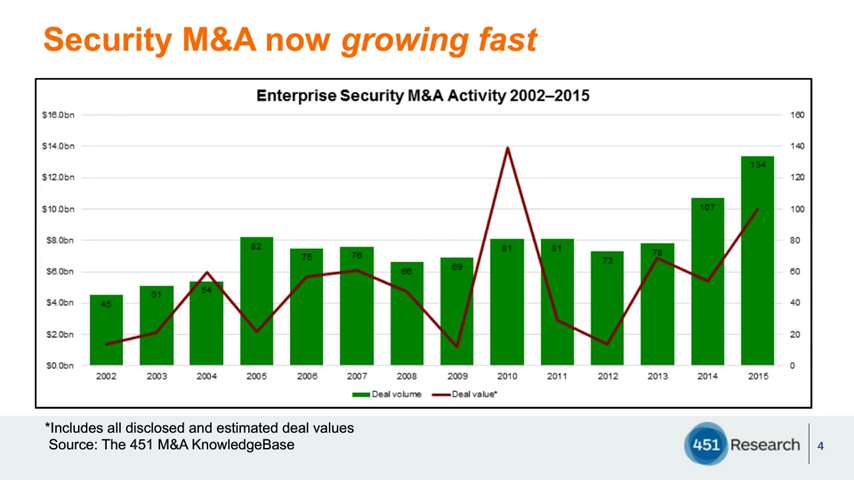 Security M&A now growing fast
Enterprise Security M&A Activity 2002–2015
$16.0bn
$14.0bn
$12.0bn
$10.0bn
$8.0bn
$6.0bn
$4.0bn
$2.0bn
$0.0bn
160
140
120
100
80
60
40
20
0
45
51
54
82
75
76
66
69
81
81
73
78
107
134
2002
2003
2004
2005
2006
2007
2008
2009
2010
2011
2012
2013
2014
2015
Deal volume
Deal value*
*Includes all disclosed and estimated deal values
Source: The 451 M&A KnowledgeBase
451 Research
4